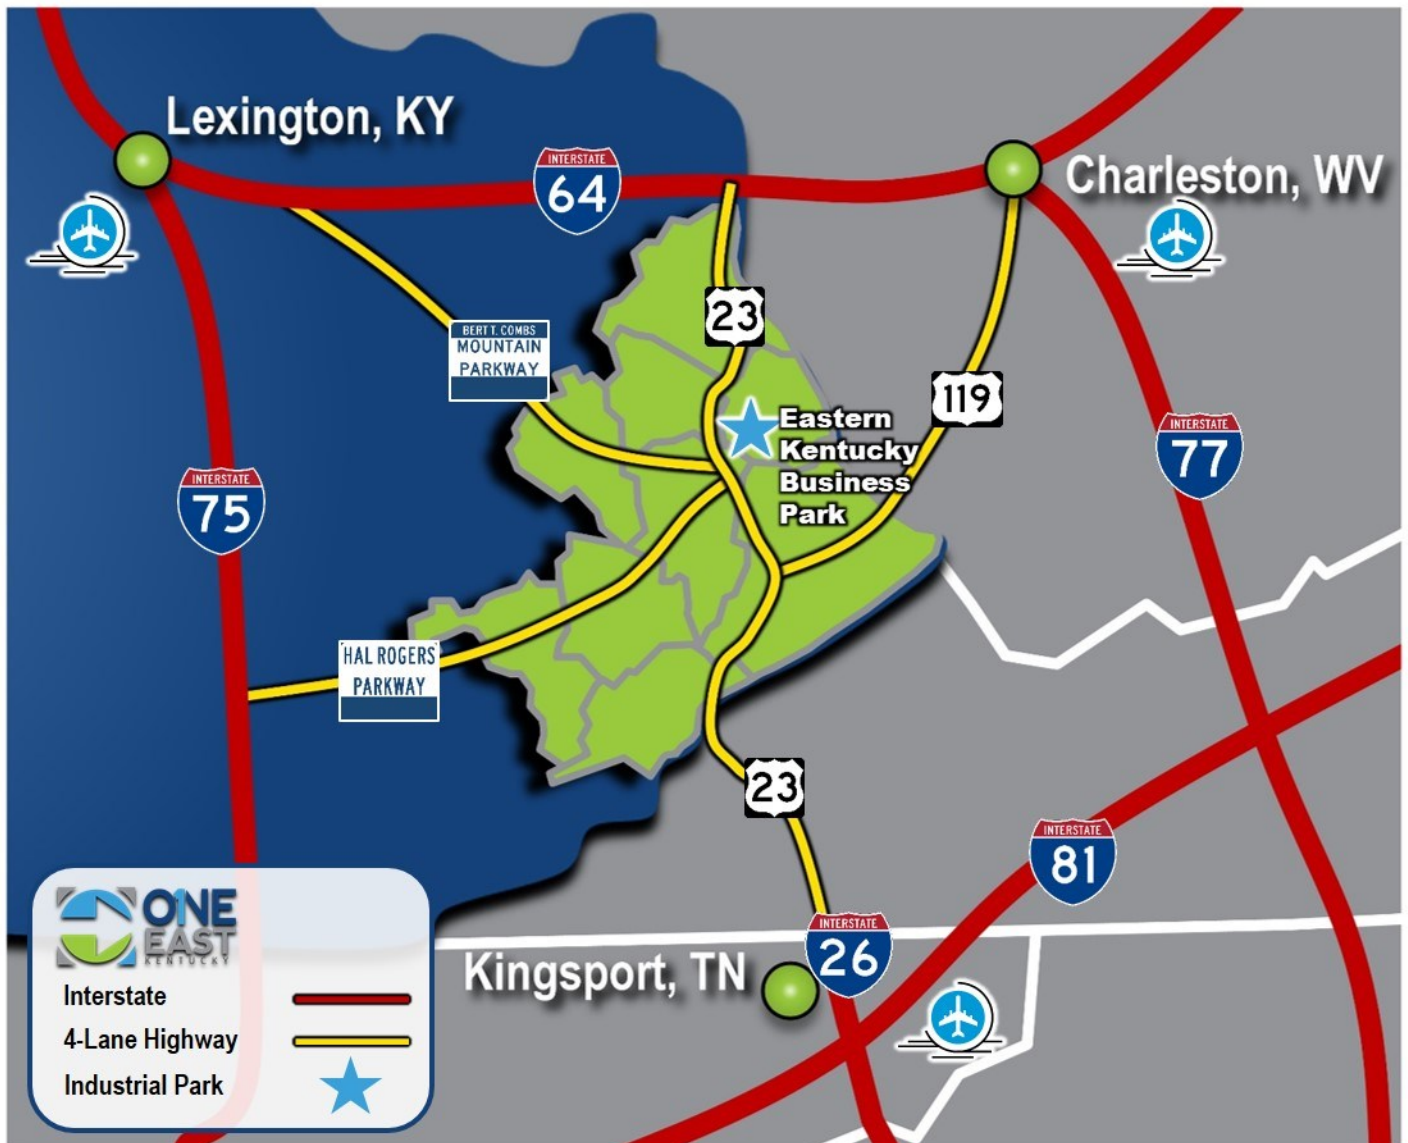 Lexington, KY
INTERSTATE
64
Charleston, WV
23
BERT T. COMBS
MOUNTAIN
PARKWAY
119
Eastern
Kentucky
Business
Park
INTERSTATE
77
INTERSTATE
75
HAL ROGERS
PARKWAY
23
INTERSTATE
81
INTERSTATE
26
Kingsport, TN
ONE
EAST
KENTUCKY
Interstate
4-Lane Highway
Industrial Park